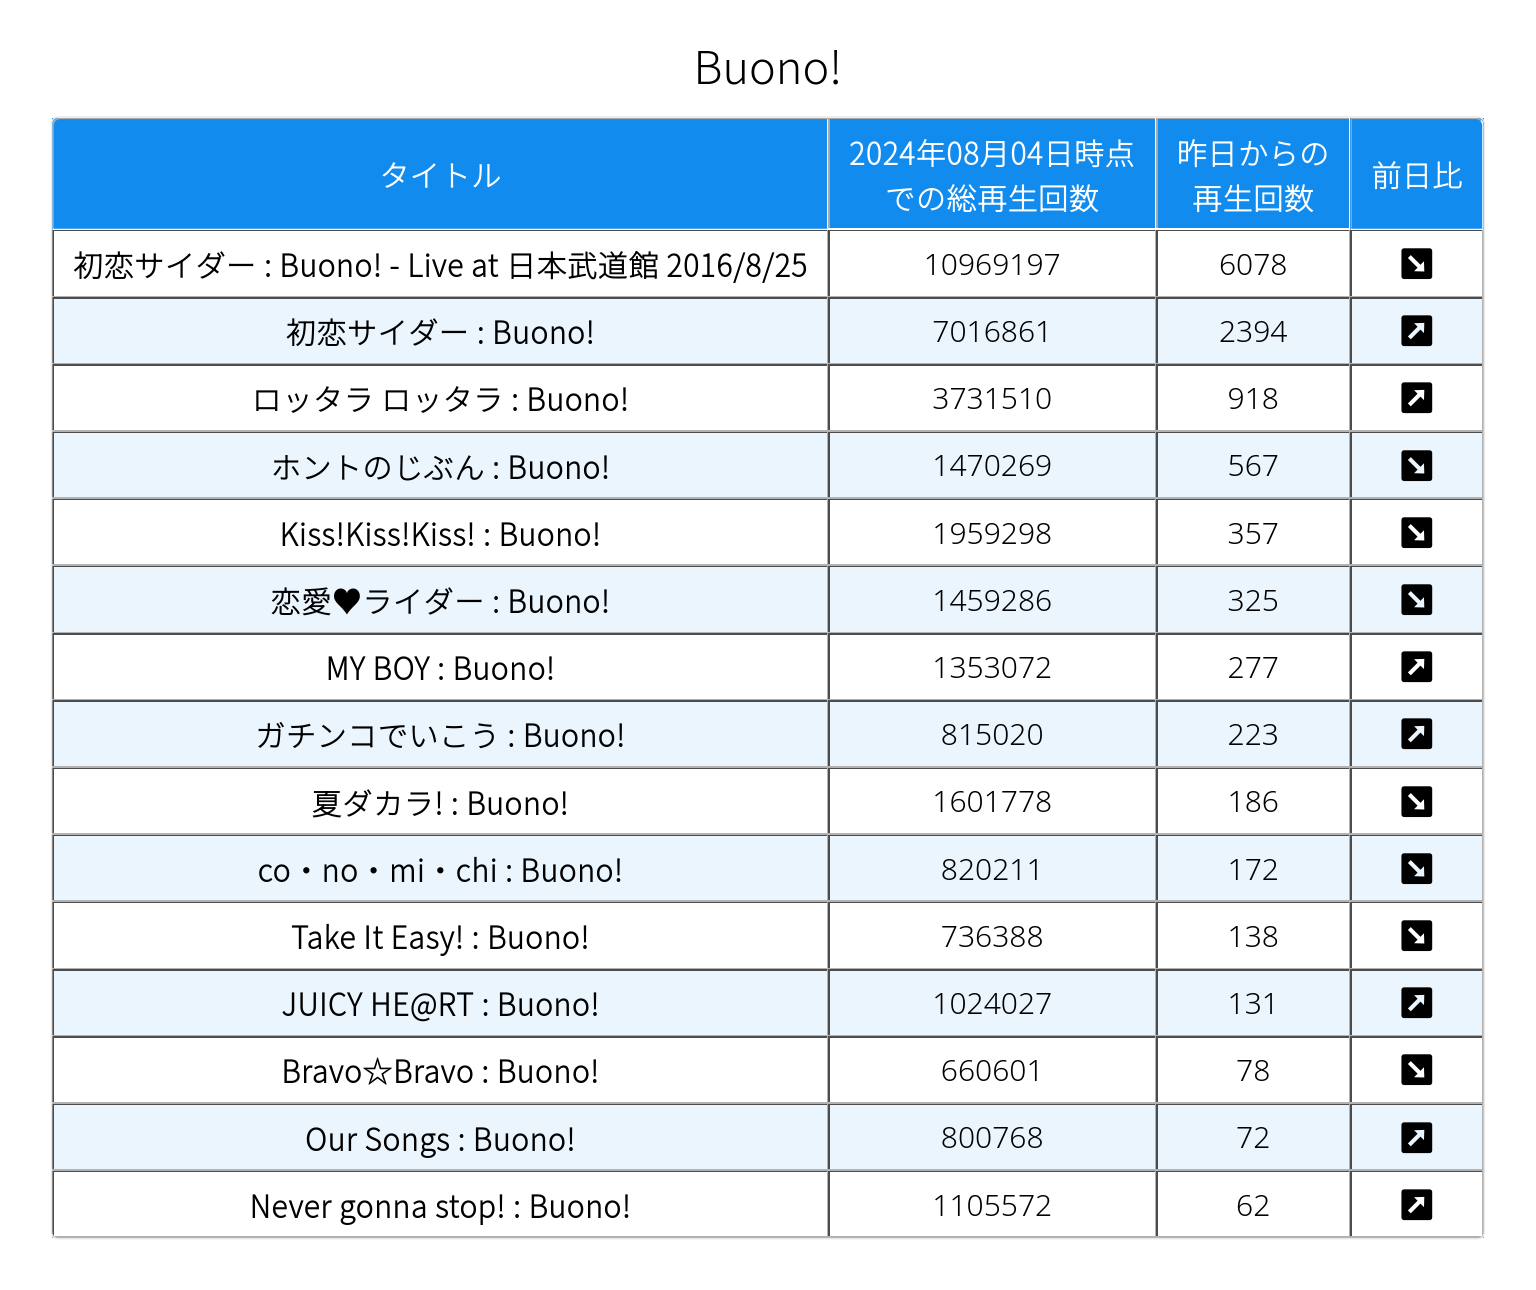 Buono!
タイトル 2024年08月04日時点での総再生回数 昨日からの再生回数 前日比
初恋サイダー : Buono! - Live at 日本武道館 2016/8/25 10969197 6078 ↘
初恋サイダー : Buono! 7016861 2394 ↗
ロッタラ ロッタラ : Buono! 3731510 918 ↗
ホントのじぶん : Buono! 1470269 567 ↘
Kiss!Kiss!Kiss! : Buono! 1959298 357 ↘
恋愛♥ライダー : Buono! 1459286 325 ↘
MY BOY : Buono! 1353072 277 ↗
ガチンコでいこう : Buono! 815020 223 ↗
夏ダカラ! : Buono! 1601778 186 ↘
co・no・mi・chi : Buono! 820211 172 ↘
Take It Easy! : Buono! 736388 138 ↘
JUICY HE@RT : Buono! 1024027 131 ↗
Bravo☆Bravo : Buono! 660601 78 ↘
Our Songs : Buono! 800768 72 ↗
Never gonna stop! : Buono! 1105572 62 ↗